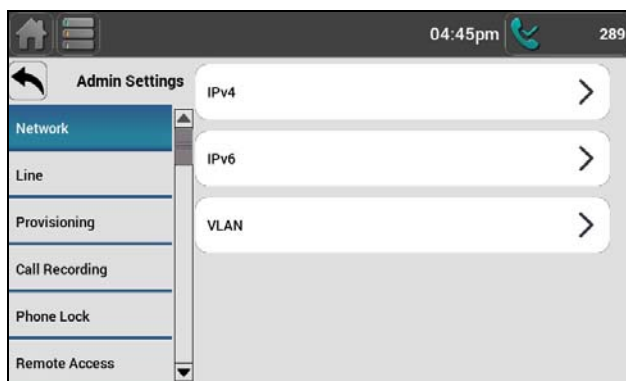 04:45pm 289
Admin Settings
Network
Line
Provisioning
Call Recording
Phone Lock
Remote Access
IPv4
IPv6
VLAN